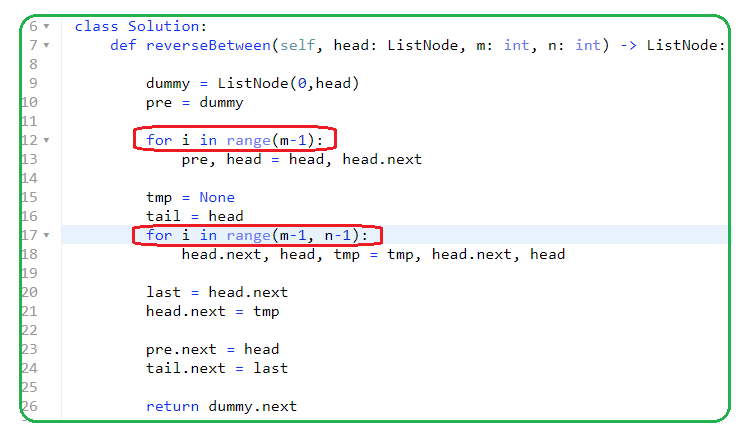 6 class Solution:
7 def reverseBetween(self, head: ListNode, m: int, n: int) -> ListNode:
8
9 dummy = ListNode(0,head)
10 pre = dummy
11
12 for i in range(m-1):
13 pre, head = head, head.next
14
15 tmp = None
16 tail = head
17 for i in range(m-1, n-1):
18 head.next, head, tmp = tmp, head.next, head
19
20 last = head.next
21 head.next = tmp
22
23 pre.next = head
24 tail.next = last
25
26 return dummy.next